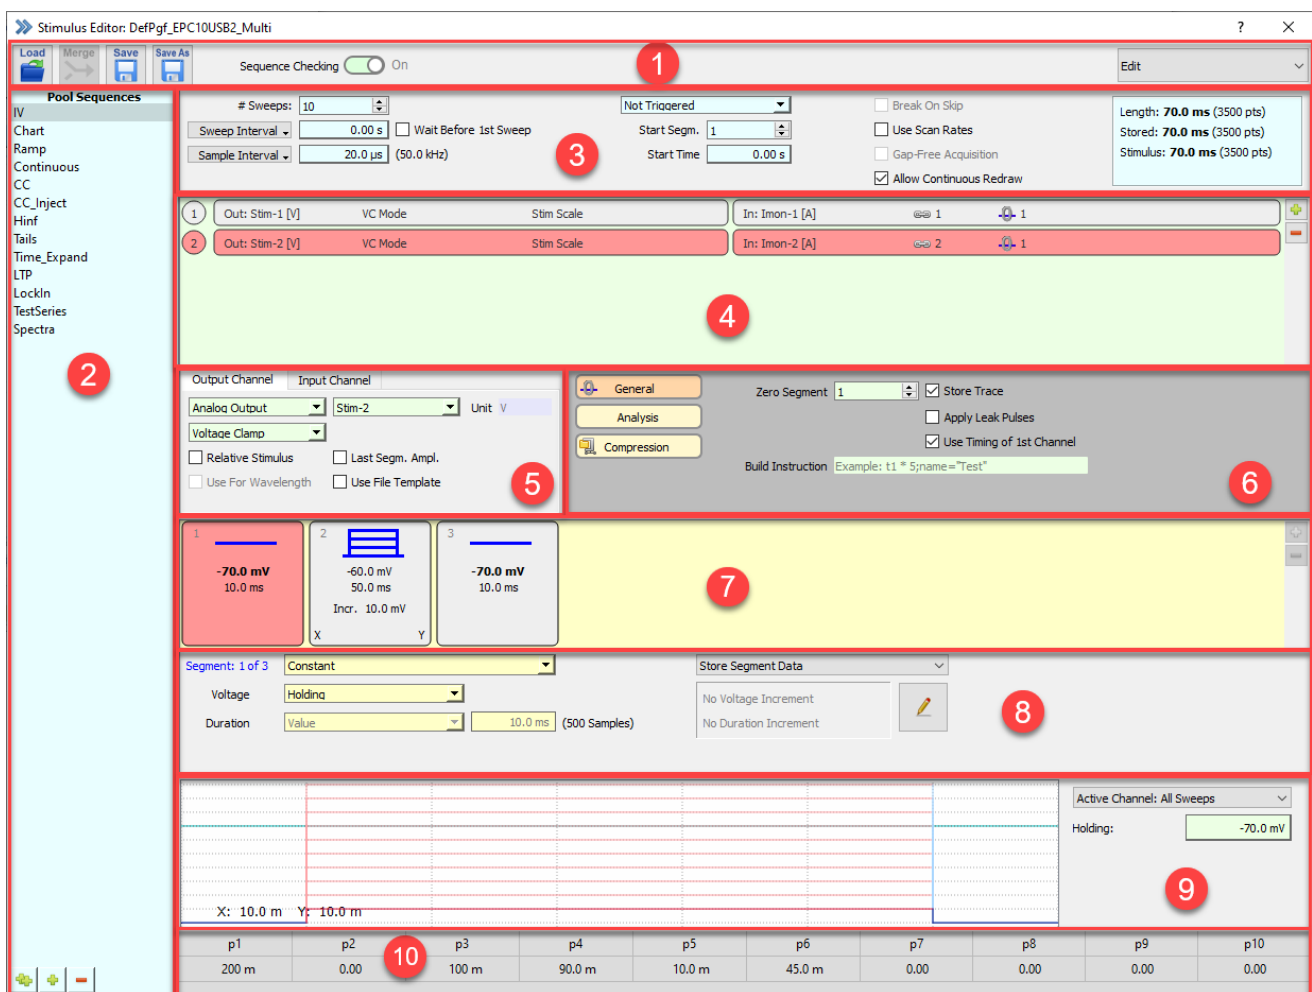 Stimulus Editor: DefPgf_EPC10USB2_Multi
? ×
Load Merge Save Save As
Sequence Checking On
1
Edit
Pool Sequences
IV
Chart
Ramp
Continuous
CC
CC_Inject
Hinf
Tails
Time_Expand
LTP
LockIn
TestSeries
Spectra
2
# Sweeps: 10
Sweep Interval 0.00 s Wait Before 1st Sweep
Sample Interval 20.0 µs (50.0 kHz)
3
Not Triggered
Start Segm. 1
Start Time 0.00 s
Break On Skip
Use Scan Rates
Gap-Free Acquisition
Allow Continuous Redraw
Length: 70.0 ms (3500 pts)
Stored: 70.0 ms (3500 pts)
Stimulus: 70.0 ms (3500 pts)
1 Out: Stim-1 [V] VC Mode Stim Scale In: Imon-1 [A] 1 1
2 Out: Stim-2 [V] VC Mode Stim Scale In: Imon-2 [A] 2 1
4
Output Channel Input Channel
Analog Output Stim-2 Unit V
Voltage Clamp
Relative Stimulus Last Segm. Ampl.
Use For Wavelength Use File Template
5
General
Analysis
Compression
Zero Segment 1 Store Trace
Apply Leak Pulses
Use Timing of 1st Channel
Build Instruction Example: t1 * 5;name="Test"
6
1
-70.0 mV
10.0 ms
2
-60.0 mV
50.0 ms
Incr. 10.0 mV
X Y
3
-70.0 mV
10.0 ms
7
Segment: 1 of 3 Constant
Voltage Holding
Duration Value 10.0 ms (500 Samples)
Store Segment Data
No Voltage Increment
No Duration Increment
8
X: 10.0 m Y: 10.0 m
Active Channel: All Sweeps
Holding: -70.0 mV
9
p1 p2 p3 p4 p5 p6 p7 p8 p9 p10
10
200 m 0.00 100 m 90.0 m 10.0 m 45.0 m 0.00 0.00 0.00 0.00